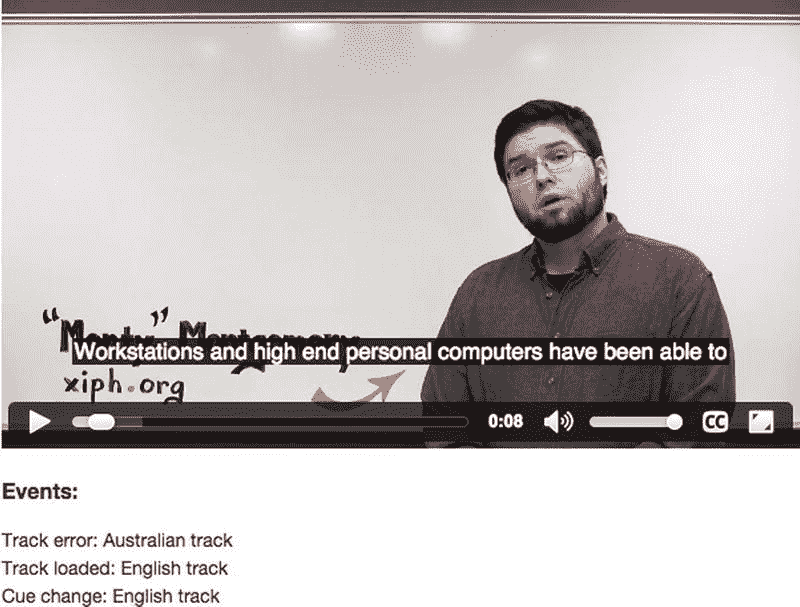 “Monty” Montgomery
Workstations and high end personal computers have been able to
xiph.org
0:08
CC
Events:
Track error: Australian track
Track loaded: English track
Cue change: English track